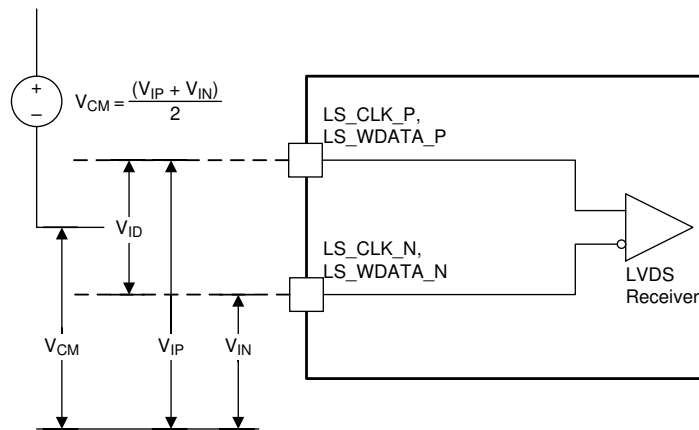 +
−
V_CM = (V_IP + V_IN) / 2
LS_CLK_P,
LS_WDATA_P
V_ID
LS_CLK_N,
LS_WDATA_N
LVDS
Receiver
V_CM
V_IP
V_IN